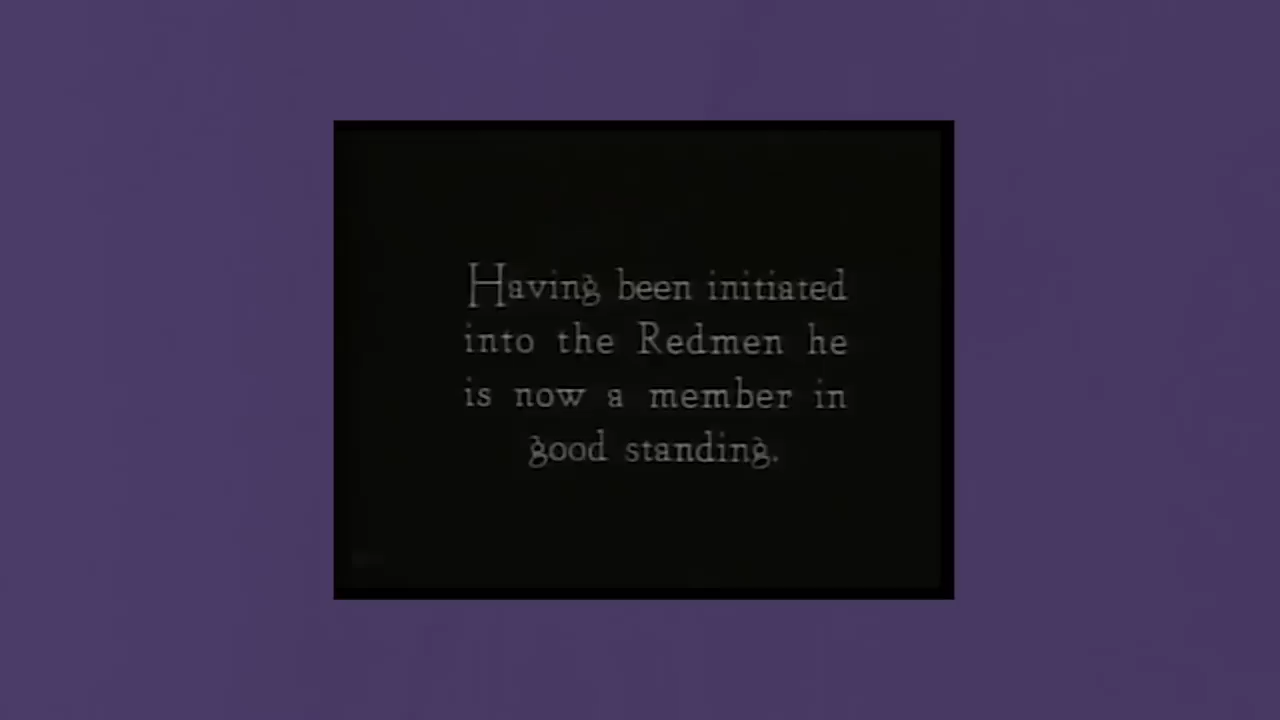 Having been initiated
into the Redmen he
is now a member in
good standing.